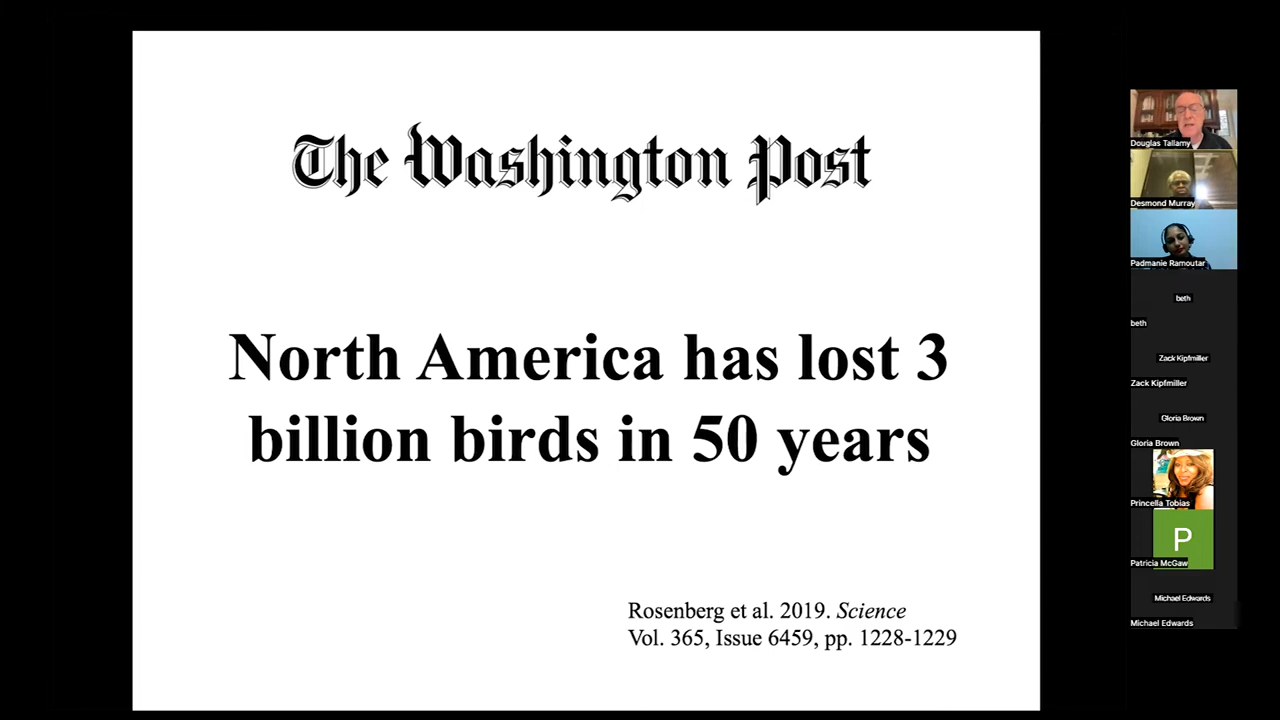 The Washington Post
North America has lost 3
billion birds in 50 years
Rosenberg et al. 2019. Science
Vol. 365, Issue 6459, pp. 1228-1229
Douglas Tallamy
Desmond Murray
Padmanie Ramoutar
beth
beth
Zack Kipfmiller
Zack Kipfmiller
Gloria Brown
Gloria Brown
Princella Tobias
P
Patricia McGaw
Michael Edwards
Michael Edwards